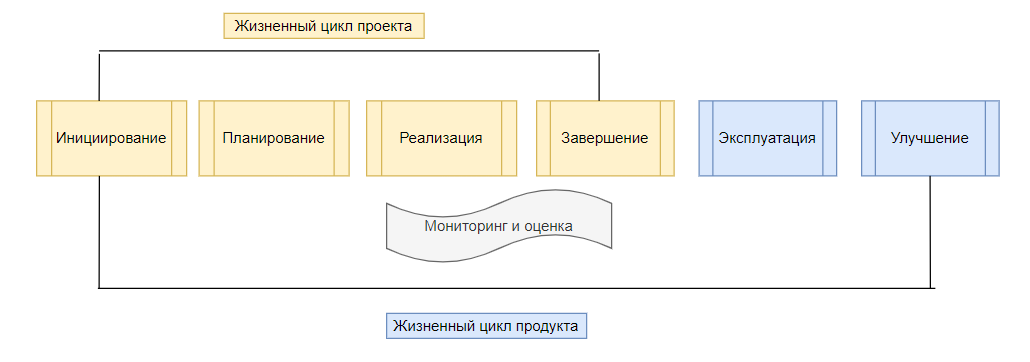 Жизненный цикл проекта
Инициирование
Планирование
Реализация
Завершение
Эксплуатация
Улучшение
Мониторинг и оценка
Жизненный цикл продукта